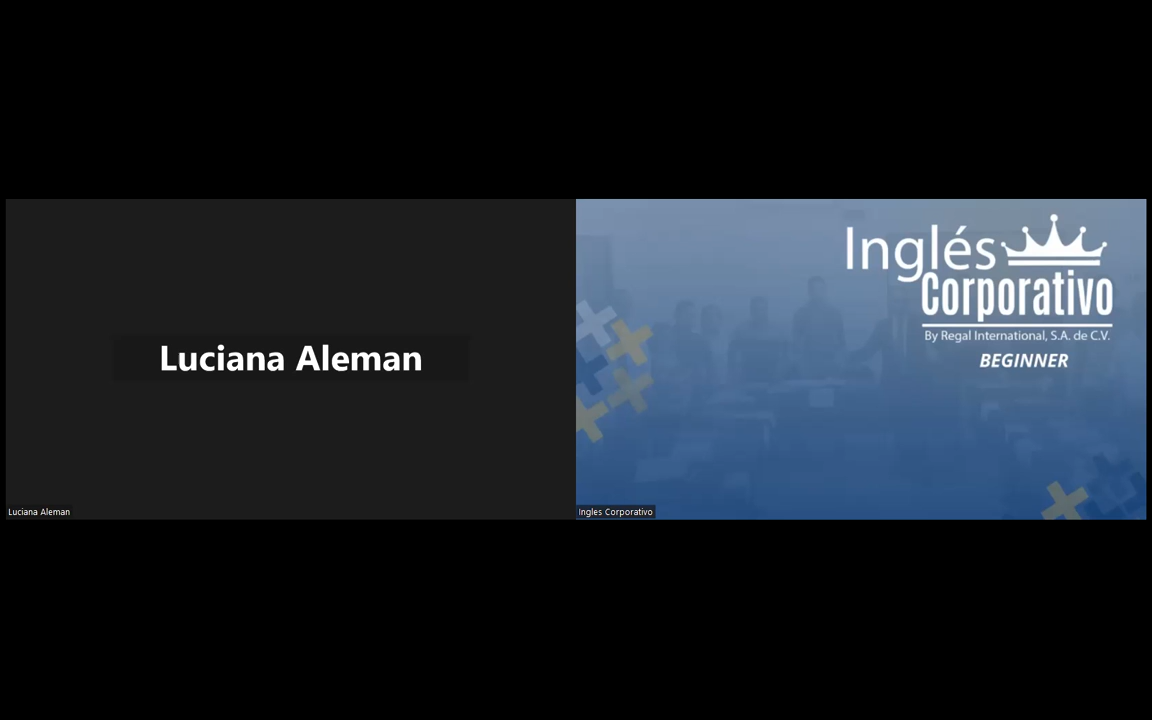 Luciana Aleman
Luciana Aleman
Inglés
Corporativo
By Regal International, S.A. de C.V.
BEGINNER
Ingles Corporativo